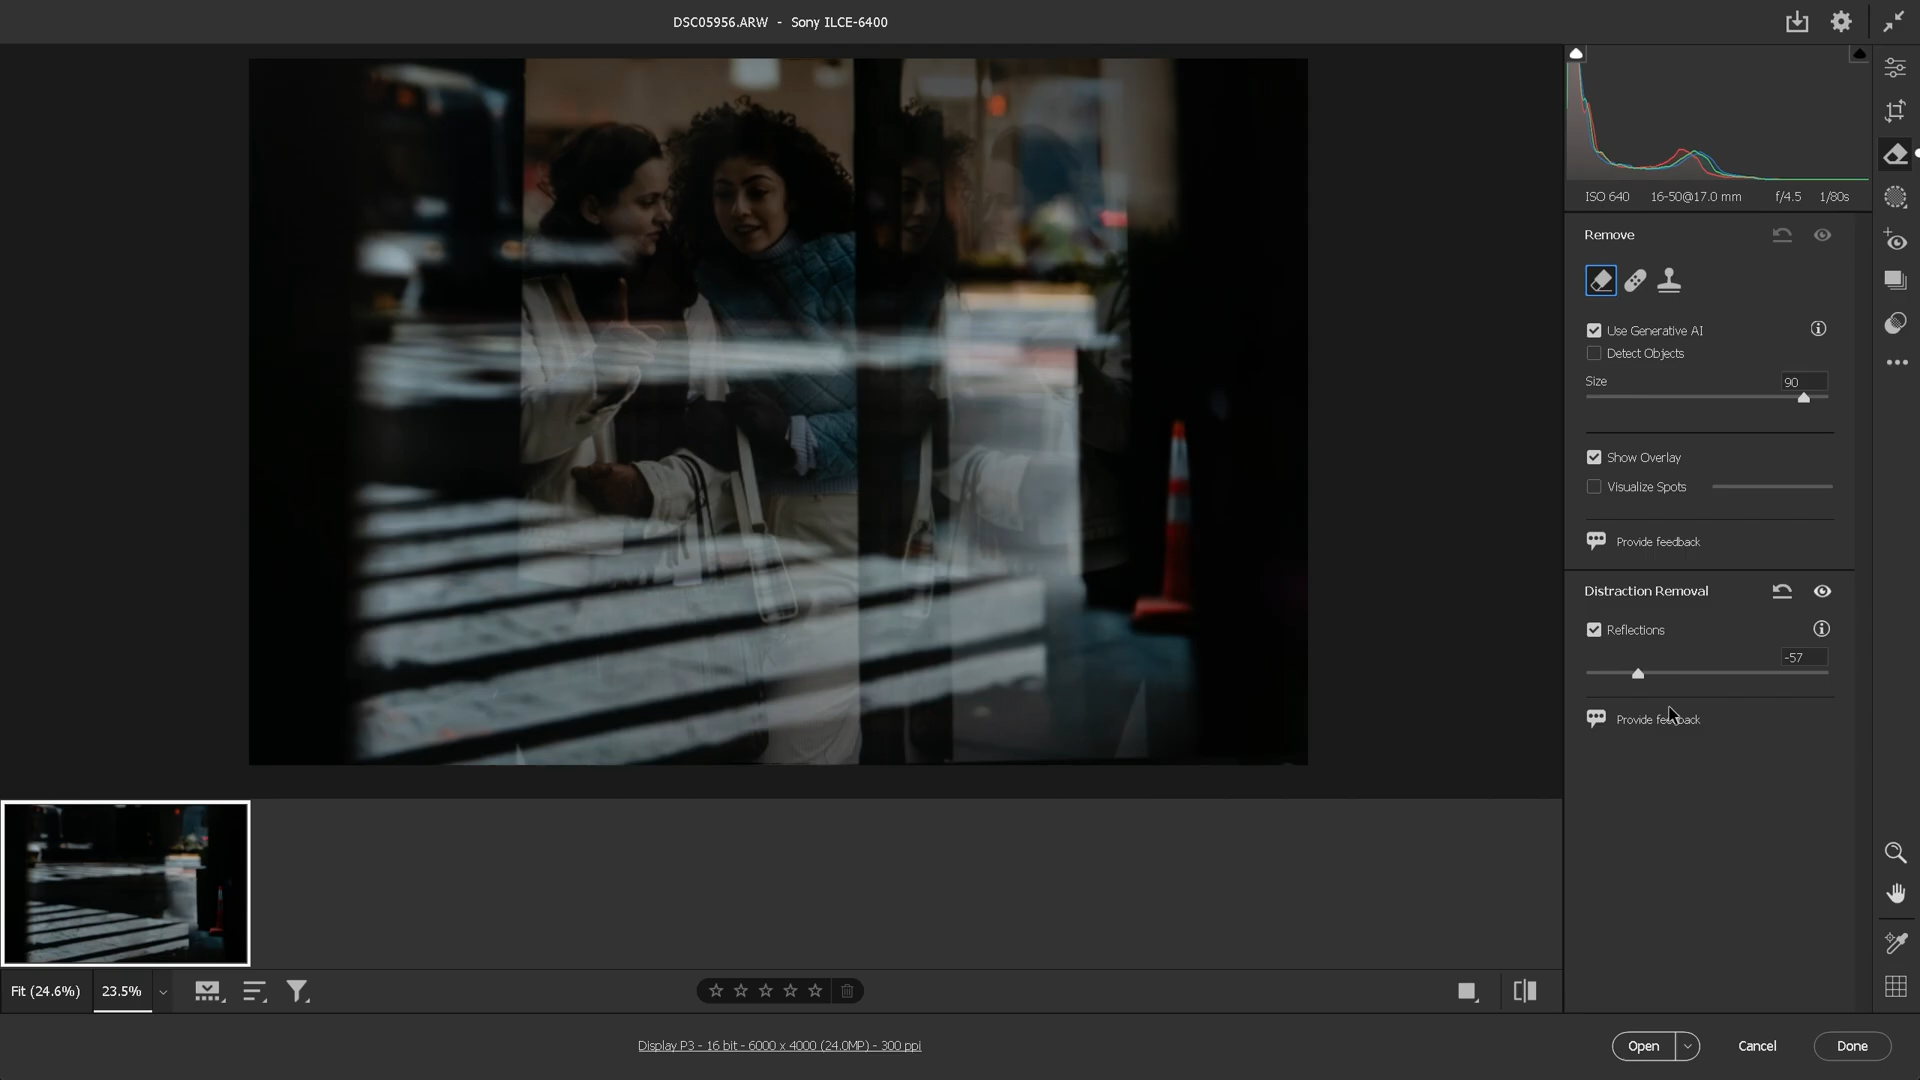 DSC05956.ARW - Sony ILCE-6400
ISO 640 16-50@17.0 mm f/4.5 1/80s
Remove
Use Generative AI
Detect Objects
Size 90
Show Overlay
Visualize Spots
Provide feedback
Distraction Removal
Reflections
-57
Provide feedback
Fit (24.6%) 23.5%
Display P3 - 16 bit - 6000 x 4000 (24.0MP) - 300 ppi
Open Cancel Done